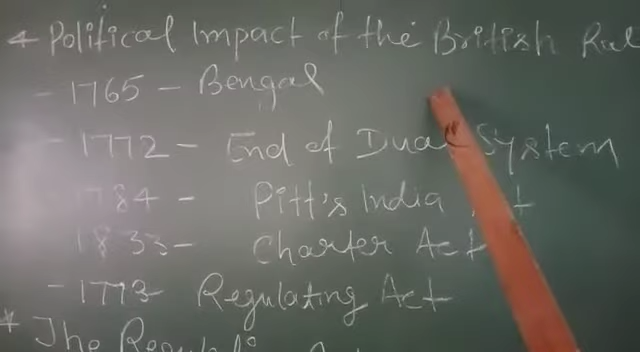 * Political Impact of the British Rul
- 1765 - Bengal
- 1772 - End of Dual System
1784 - Pitt's India Act
1833 - Charter Act
- 1773 Regulating Act
* The